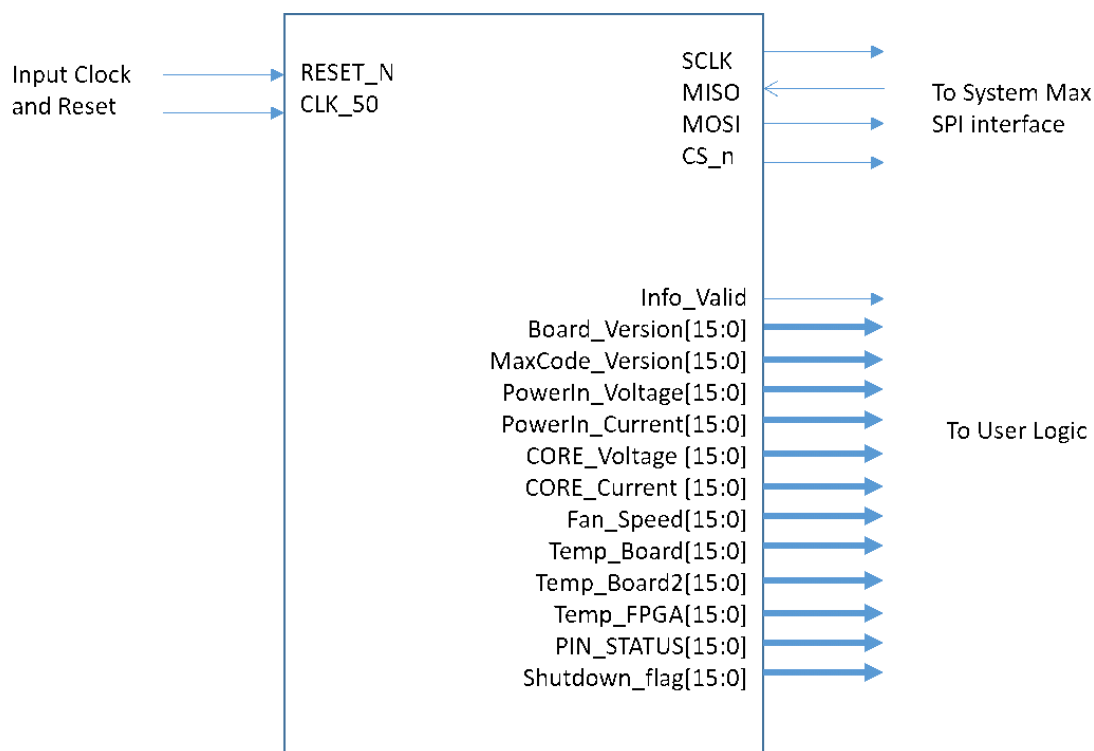 Input Clock
and Reset
RESET_N
CLK_50
SCLK
MISO
MOSI
CS_n
To System Max
SPI interface
Info_Valid
Board_Version[15:0]
MaxCode_Version[15:0]
PowerIn_Voltage[15:0]
PowerIn_Current[15:0]
CORE_Voltage [15:0]
CORE_Current [15:0]
Fan_Speed[15:0]
Temp_Board[15:0]
Temp_Board2[15:0]
Temp_FPGA[15:0]
PIN_STATUS[15:0]
Shutdown_flag[15:0]
To User Logic